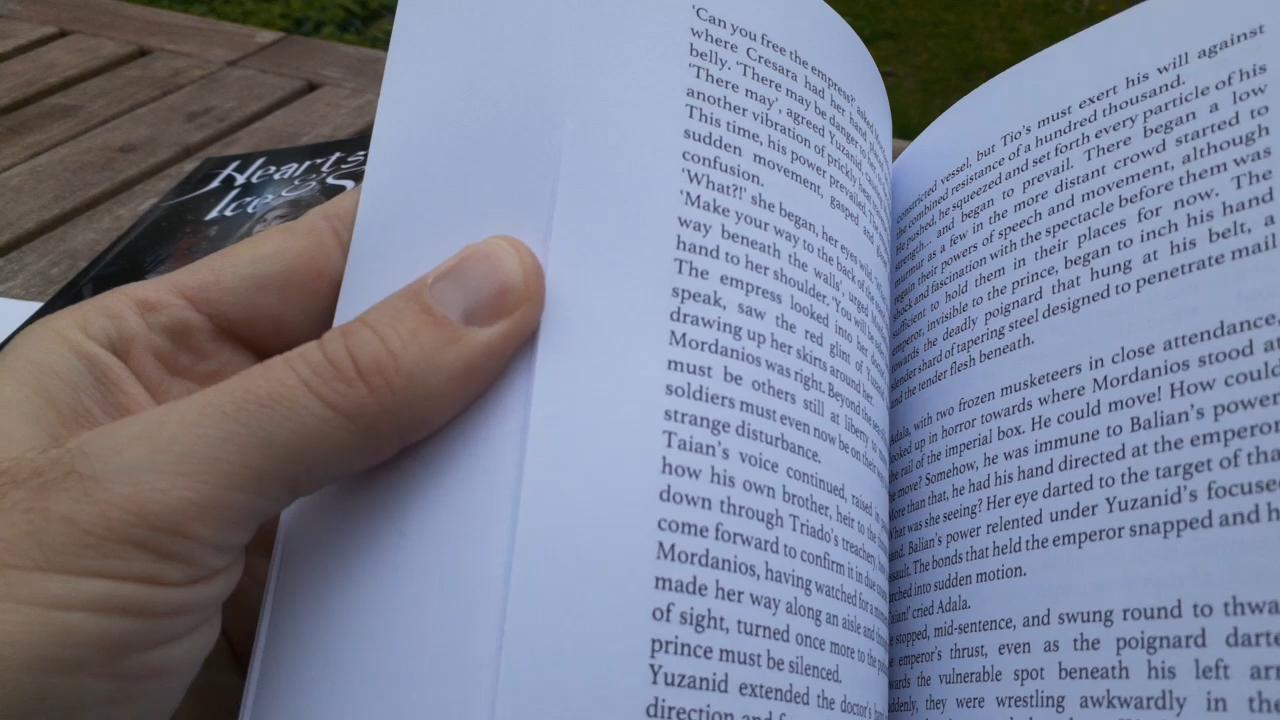 Hearts
&
Ice S
'Can you free the empress?' asked
where Cresara had her hand
belly. 'There may be danger to her
'There may', agreed Yuzanid
another vibration of prickly
This time, his power prevailed.
sudden movement, gasped and
confusion.
'What?!' she began, her eyes wild
'Make your way to the back of the
way beneath the walls', urged
hand to her shoulder. 'You will be
The empress looked into her
speak, saw the red glint of
drawing up her skirts around her.
Mordanios was right. Beyond the
must be others still at liberty to
soldiers must even now be on their
strange disturbance.
Taian's voice continued, raised in
how his own brother, heir to the
down through Triado's treachery,
come forward to confirm it in due
Mordanios, having watched for a
made her way along an aisle and
of sight, turned once more to the
prince must be silenced.
Yuzanid extended the doctor's
direction and
constricted vessel, but Tio's must exert his will against
the combined resistance of a hundred thousand.
He pushed, he squeezed and set forth every particle of his
strength... and began to prevail. There began a low
murmur as a few in the more distant crowd started to
regain their powers of speech and movement, although
shock and fascination with the spectacle before them was
sufficient to hold them in their places for now. The
emperor, invisible to the prince, began to inch his hand
towards the deadly poignard that hung at his belt, a
slender shard of tapering steel designed to penetrate mail
and the tender flesh beneath.
Adala, with two frozen musketeers in close attendance,
looked up in horror towards where Mordanios stood at
the rail of the imperial box. He could move! How could
he move? Somehow, he was immune to Balian's power
More than that, he had his hand directed at the emperor
What was she seeing? Her eye darted to the target of tha
hand. Balian's power relented under Yuzanid's focuse
assault. The bonds that held the emperor snapped and h
arched into sudden motion.
Taian!' cried Adala.
He stopped, mid-sentence, and swung round to thwa
e emperor's thrust, even as the poignard darte
wards the vulnerable spot beneath his left arm
ddenly, they were wrestling awkwardly in the